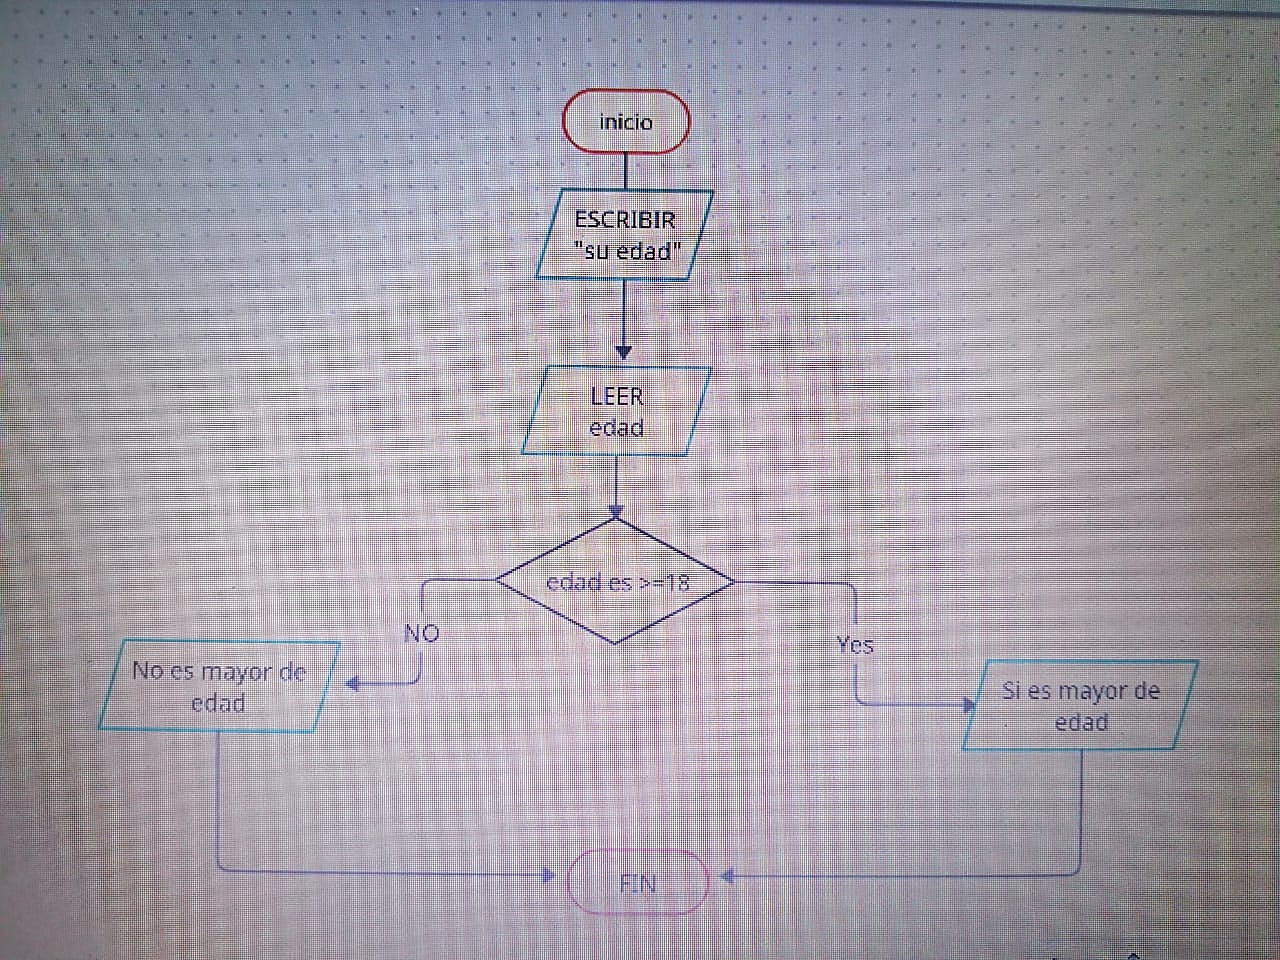 inicio
ESCRIBIR
"su edad"
LEER
edad
edad es >=18
NO
Yes
No es mayor de
edad
Si es mayor de
edad
FIN